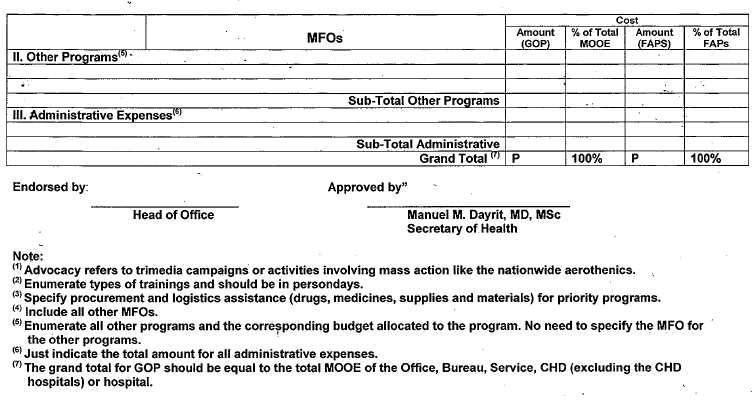 Cost
MFOs
Amount (GOP) % of Total MOOE Amount (FAPS) % of Total FAPs
II. Other Programs(5)
Sub-Total Other Programs
III. Administrative Expenses(6)
Sub-Total Administrative
Grand Total (7) P 100% P 100%
Endorsed by: Approved by"
Head of Office Manuel M. Dayrit, MD, MSc
Secretary of Health
Note:
(1) Advocacy refers to trimedia campaigns or activities involving mass action like the nationwide aerothenics.
(2) Enumerate types of trainings and should be in persondays.
(3) Specify procurement and logistics assistance (drugs, medicines, supplies and materials) for priority programs.
(4) Include all other MFOs.
(5) Enumerate all other programs and the corresponding budget allocated to the program. No need to specify the MFO for
the other programs.
(6) Just indicate the total amount for all administrative expenses.
(7) The grand total for GOP should be equal to the total MOOE of the Office, Bureau, Service, CHD (excluding the CHD
hospitals) or hospital.